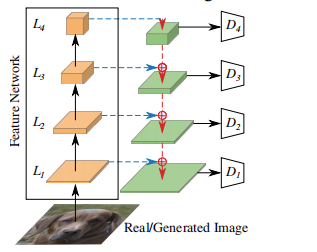 L4
D4
L3
D3
Feature Network
L2
D2
L1
D1
Real/Generated Image